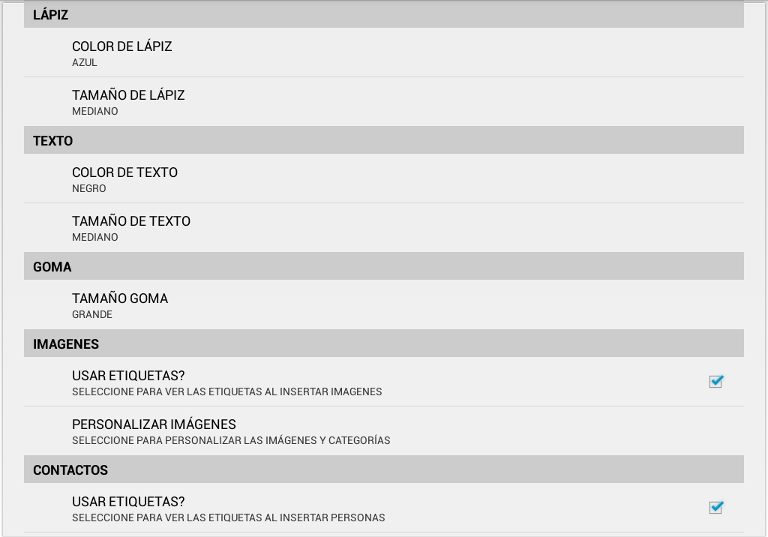 LÁPIZ
COLOR DE LÁPIZ
AZUL
TAMAÑO DE LÁPIZ
MEDIANO
TEXTO
COLOR DE TEXTO
NEGRO
TAMAÑO DE TEXTO
MEDIANO
GOMA
TAMAÑO GOMA
GRANDE
IMAGENES
USAR ETIQUETAS?
SELECCIONE PARA VER LAS ETIQUETAS AL INSERTAR IMAGENES
PERSONALIZAR IMÁGENES
SELECCIONE PARA PERSONALIZAR LAS IMÁGENES Y CATEGORÍAS
CONTACTOS
USAR ETIQUETAS?
SELECCIONE PARA VER LAS ETIQUETAS AL INSERTAR PERSONAS